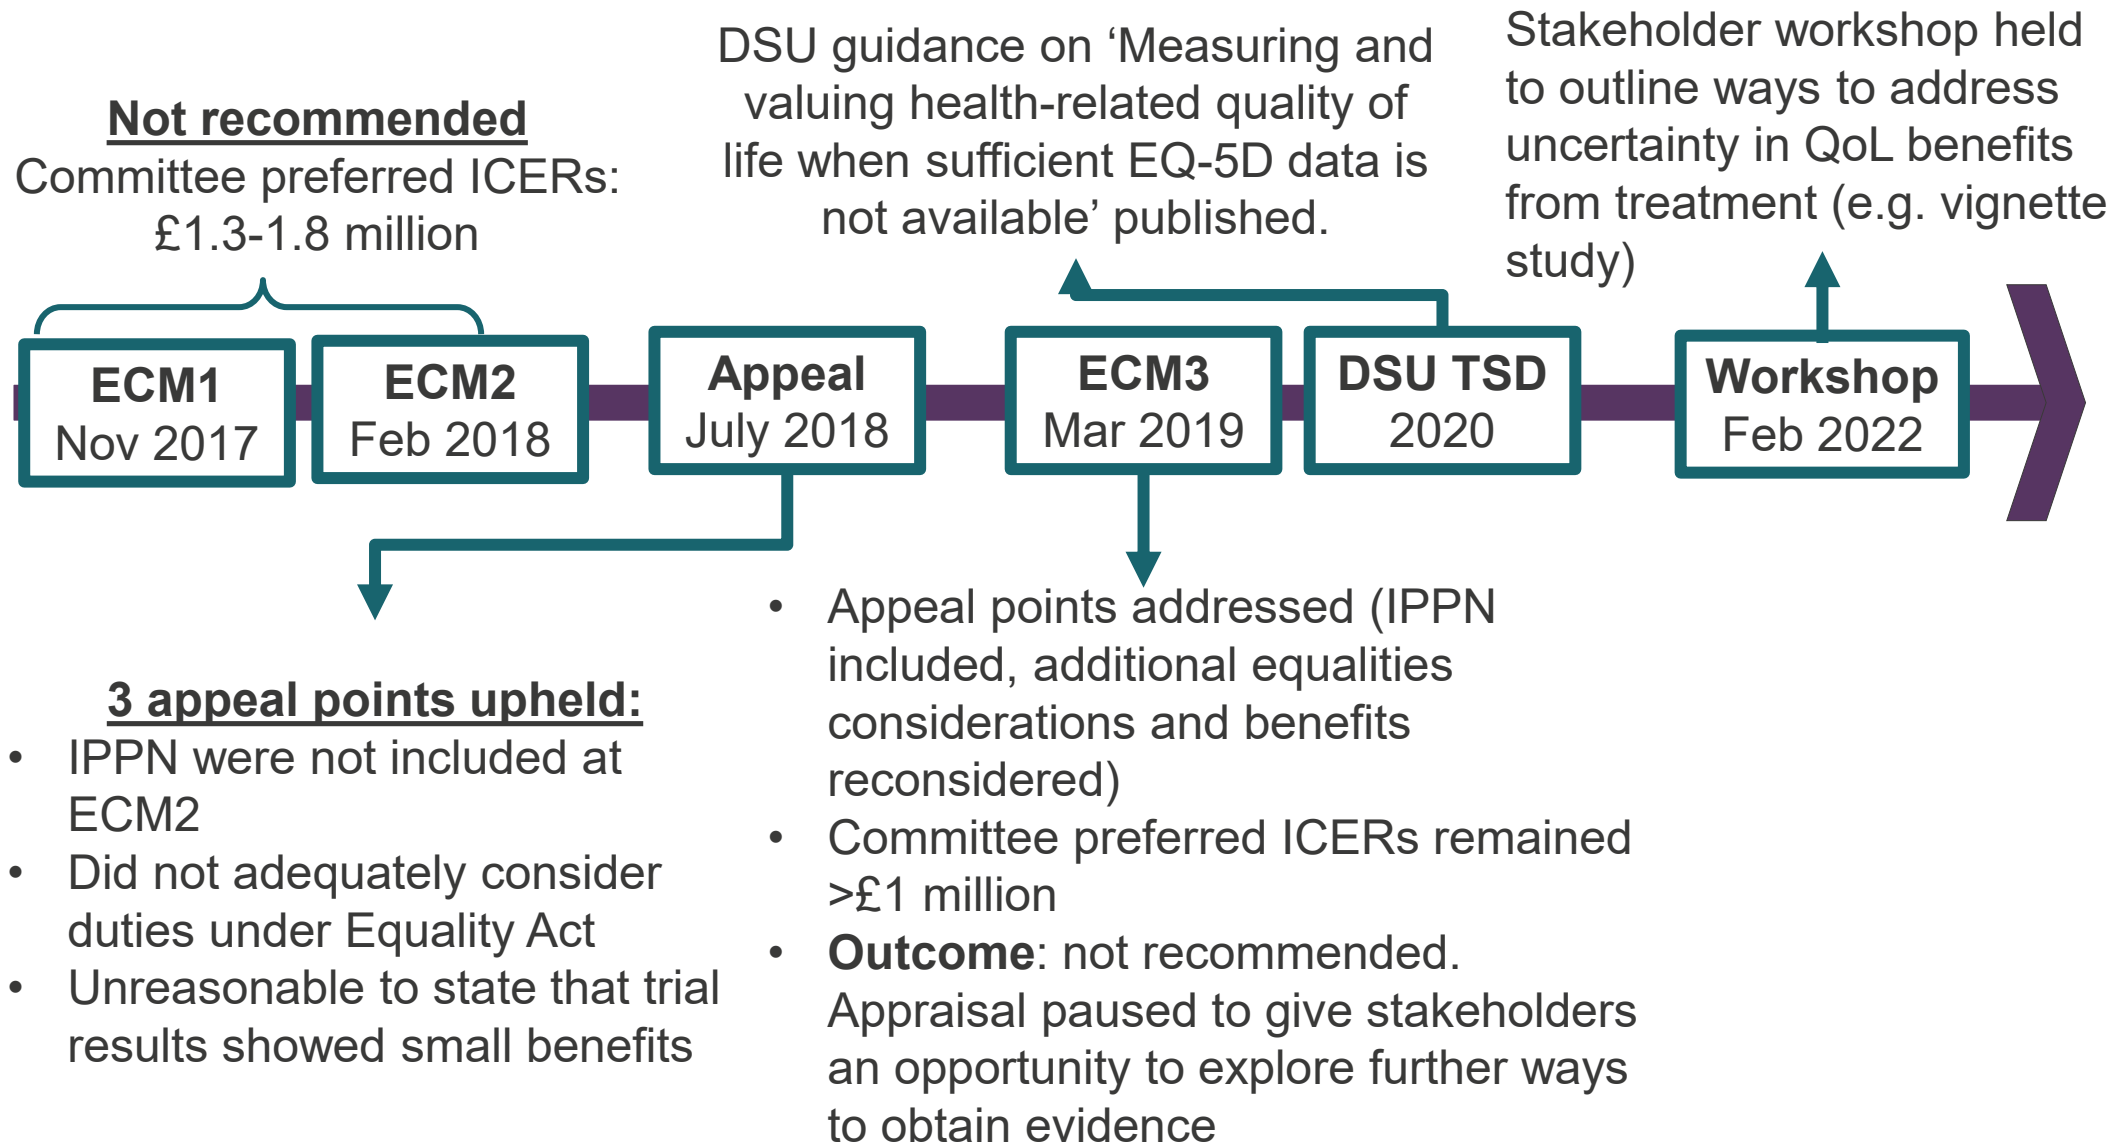 Not recommended
Committee preferred ICERs:
£1.3-1.8 million
DSU guidance on ‘Measuring and
valuing health-related quality of
life when sufficient EQ-5D data is
not available’ published.
Stakeholder workshop held
to outline ways to address
uncertainty in QoL benefits
from treatment (e.g. vignette
study)
ECM1
Nov 2017
ECM2
Feb 2018
Appeal
July 2018
ECM3
Mar 2019
DSU TSD
2020
Workshop
Feb 2022
3 appeal points upheld:
• IPPN were not included at
ECM2
• Did not adequately consider
duties under Equality Act
• Unreasonable to state that trial
results showed small benefits
• Appeal points addressed (IPPN
included, additional equalities
considerations and benefits
reconsidered)
• Committee preferred ICERs remained
>£1 million
• Outcome: not recommended.
Appraisal paused to give stakeholders
an opportunity to explore further ways
to obtain evidence